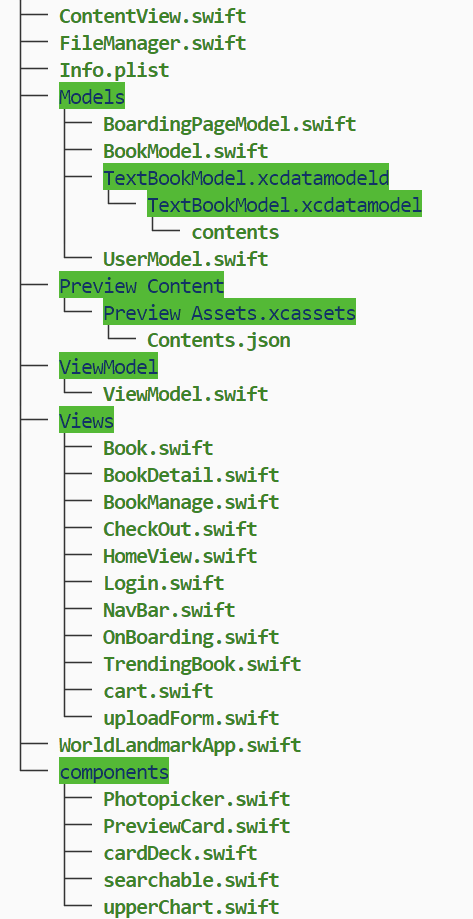 ContentView.swift
FileManager.swift
Info.plist
Models
BoardingPageModel.swift
BookModel.swift
TextBookModel.xcdatamodeld
TextBookModel.xcdatamodel
contents
UserModel.swift
Preview Content
Preview Assets.xcassets
Contents.json
ViewModel
ViewModel.swift
Views
Book.swift
BookDetail.swift
BookManage.swift
CheckOut.swift
HomeView.swift
Login.swift
NavBar.swift
OnBoarding.swift
TrendingBook.swift
cart.swift
uploadForm.swift
WorldLandmarkApp.swift
components
Photopicker.swift
PreviewCard.swift
cardDeck.swift
searchable.swift
upperChart.swift